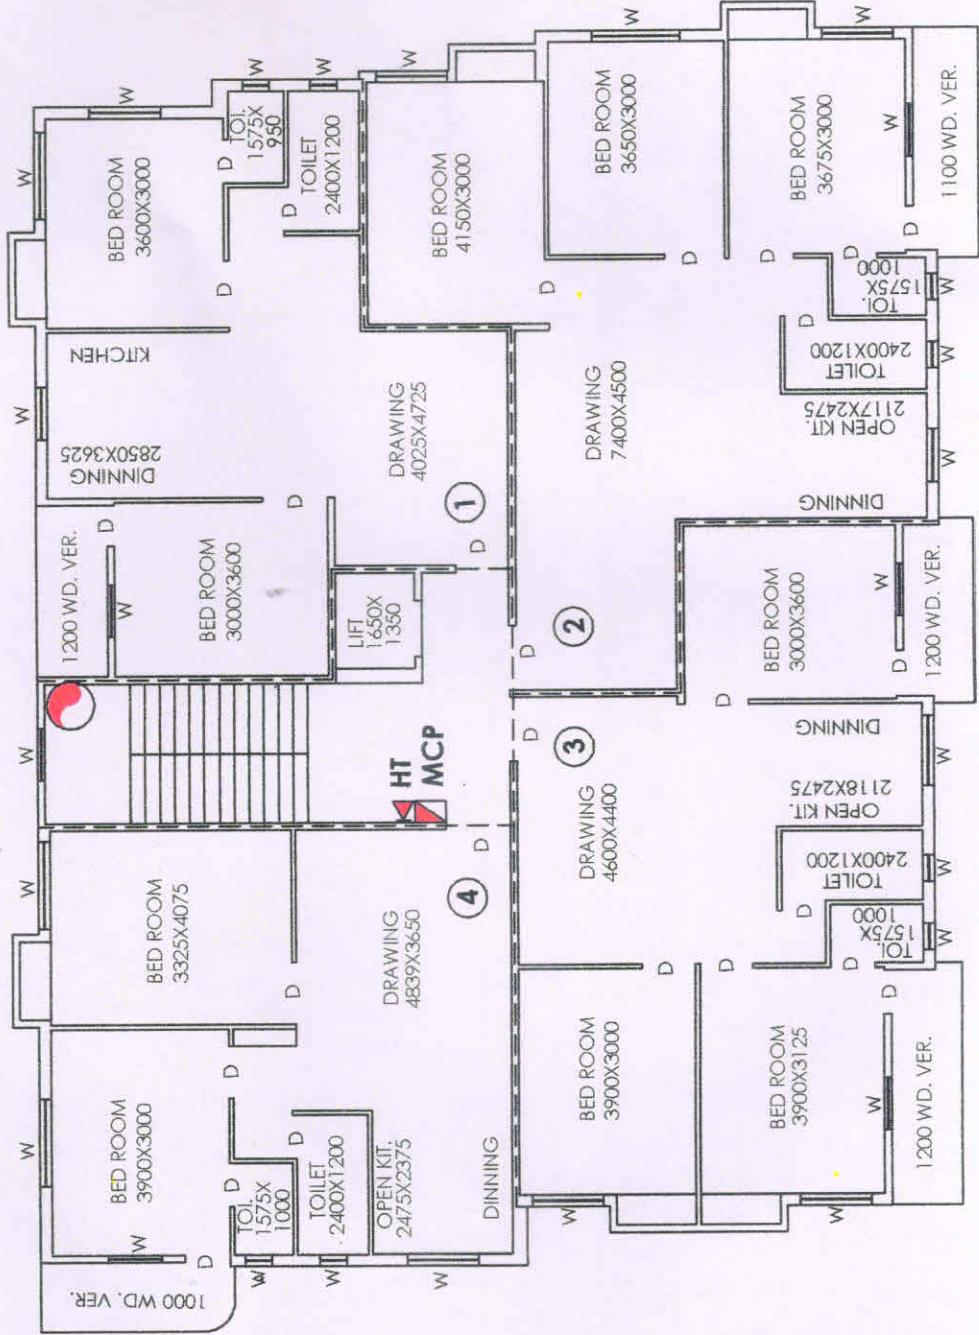 W
W
BED ROOM
3900X3000
W
D
1000 WD. VER.
D
D
TOI.
1575X
1000
W
TOILET
2400X1200
D
W
OPEN KIT.
2475X2375
W
DINNING
W
BED ROOM
3325X4075
D
DRAWING
4839X3650
4
D
W
HT
MCP
LIFT
1650X
1350
1200 WD. VER.
D
W
BED ROOM
3000X3600
D
W
DINNING
2850X3625
KITCHEN
DRAWING
4025X4725
1
D
W
BED ROOM
3600X3000
W
D
D
TOI.
1575X
950
W
TOILET
2400X1200
D
W
W
BED ROOM
4150X3000
D
BED ROOM
3650X3000
W
D
BED ROOM
3675X3000
W
W
D
D
1100 WD. VER.
TOI.
1575X
1000
W
D
TOILET
2400X1200
W
OPEN KIT.
2117X2475
W
DINNING
DRAWING
7400X4500
2
D
BED ROOM
3000X3600
D
W
D
1200 WD. VER.
DRAWING
4600X4400
3
D
DINNING
OPEN KIT.
2118X2475
W
TOILET
2400X1200
D
W
TOI.
1575X
1000
W
D
BED ROOM
3900X3000
W
D
BED ROOM
3900X3125
W
D
W
D
1200 WD. VER.